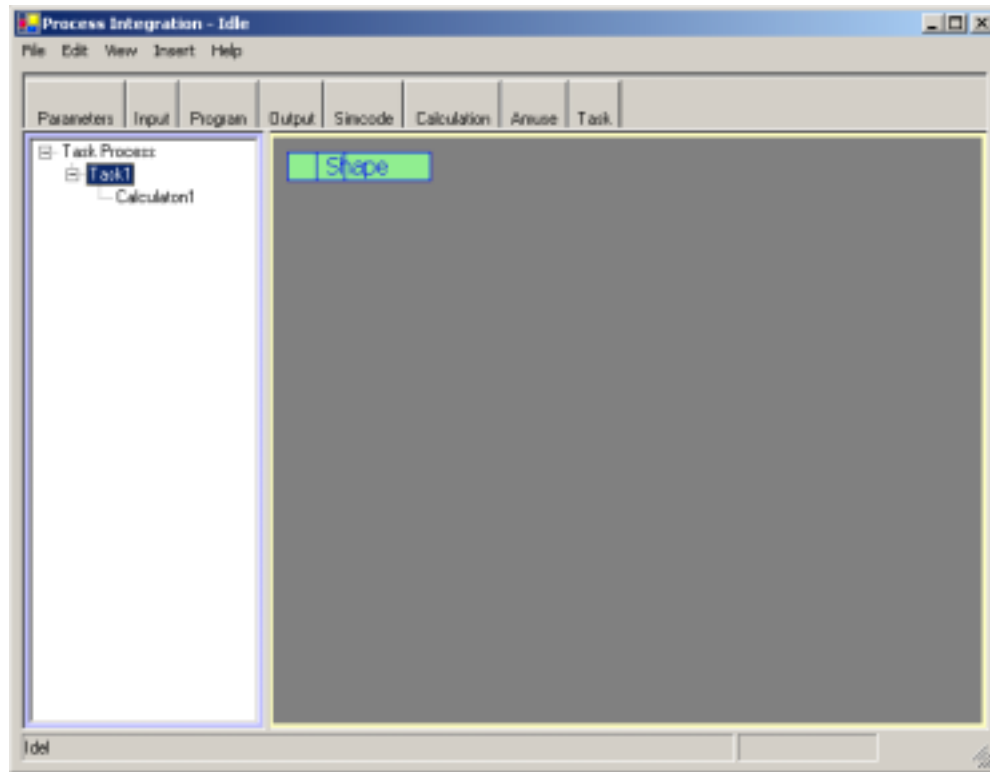 Process Integration - Idle
File Edit View Insert Help
Parameters Input Program Output Simcode Calculation Amuse Task
Task Process
Task1
Calculaton1
Shape
Idel